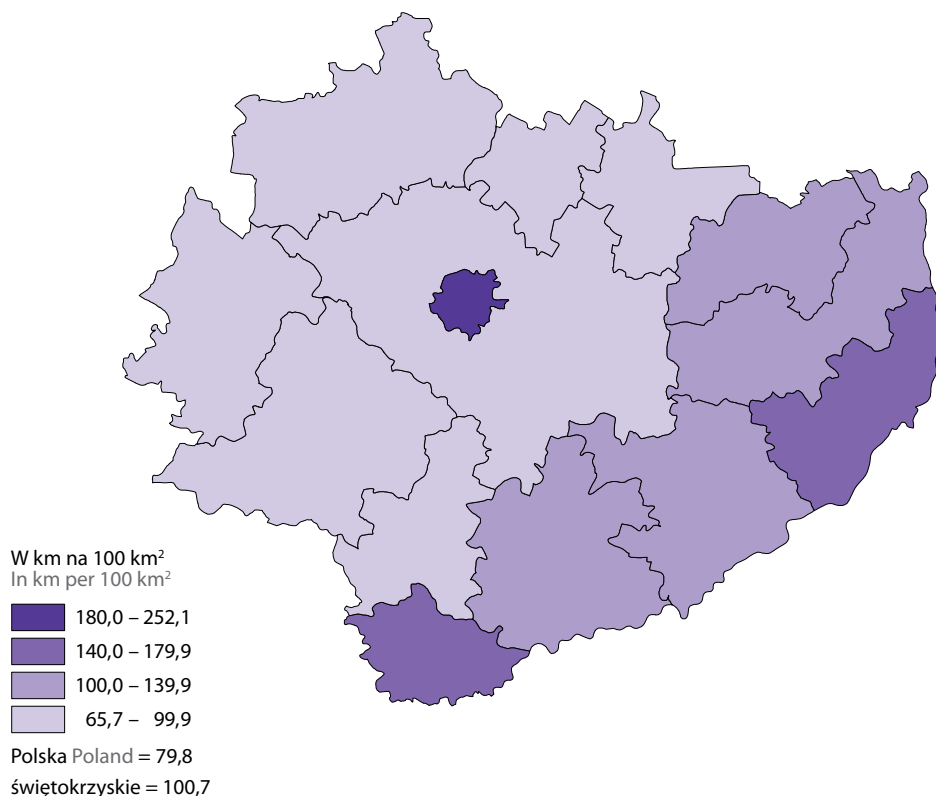 W km na 100 km²
In km per 100 km²
180,0 – 252,1
140,0 – 179,9
100,0 – 139,9
65,7 – 99,9
Polska Poland = 79,8
świętokrzyskie = 100,7